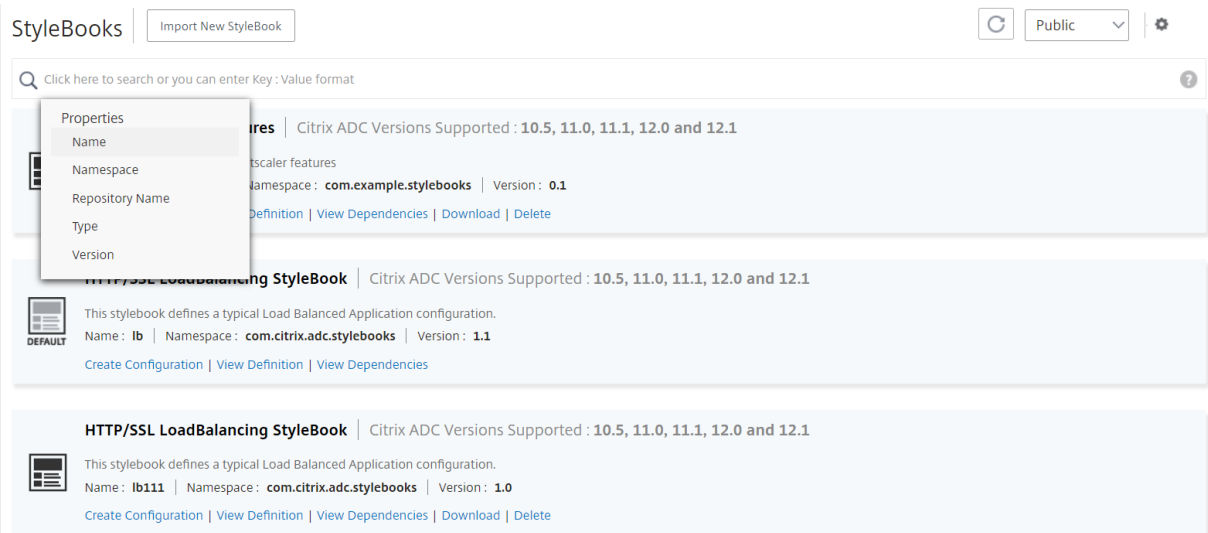 StyleBooks
Import New StyleBook
Public
Click here to search or you can enter Key : Value format
?
Properties
Name
Namespace
Repository Name
Type
Version
Citrix ADC Versions Supported : 10.5, 11.0, 11.1, 12.0 and 12.1
features
com.example.stylebooks | Version : 0.1
Definition | View Dependencies | Download | Delete
HTTP/SSL LoadBalancing StyleBook | Citrix ADC Versions Supported : 10.5, 11.0, 11.1, 12.0 and 12.1
DEFAULT
This stylebook defines a typical Load Balanced Application configuration.
Name : lb | Namespace : com.citrix.adc.stylebooks | Version : 1.1
Create Configuration | View Definition | View Dependencies
HTTP/SSL LoadBalancing StyleBook | Citrix ADC Versions Supported : 10.5, 11.0, 11.1, 12.0 and 12.1
This stylebook defines a typical Load Balanced Application configuration.
Name : lb111 | Namespace : com.citrix.adc.stylebooks | Version : 1.0
Create Configuration | View Definition | View Dependencies | Download | Delete